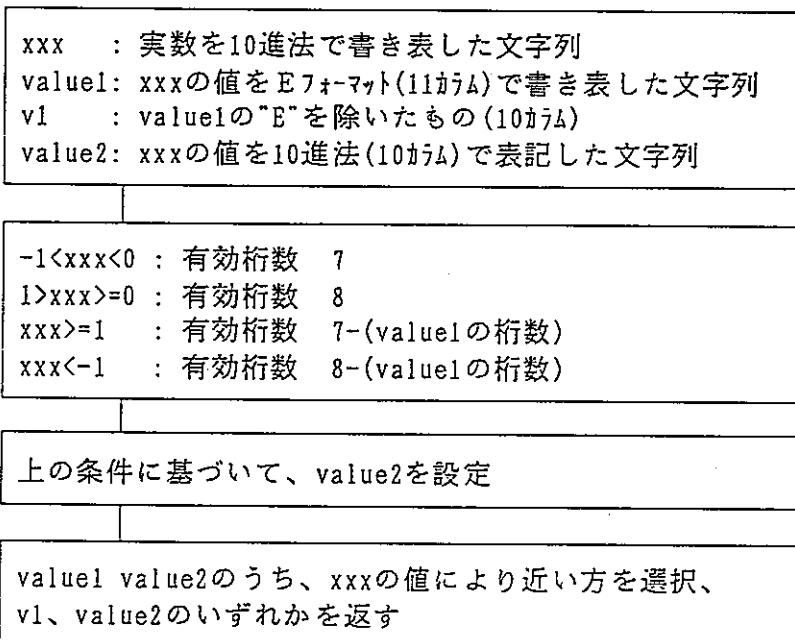 xxx : 実数を10進法で書き表した文字列
value1: xxxの値をEフォーマット(11カラム)で書き表した文字列
v1 : value1の"E"を除いたもの(10カラム)
value2: xxxの値を10進法(10カラム)で表記した文字列
-1<xxx<0 : 有効桁数 7
1>xxx>=0 : 有効桁数 8
xxx>=1 : 有効桁数 7-(value1の桁数)
xxx<-1 : 有効桁数 8-(value1の桁数)
上の条件に基づいて、value2を設定
value1 value2のうち、xxxの値により近い方を選択、
v1、value2のいずれかを返す